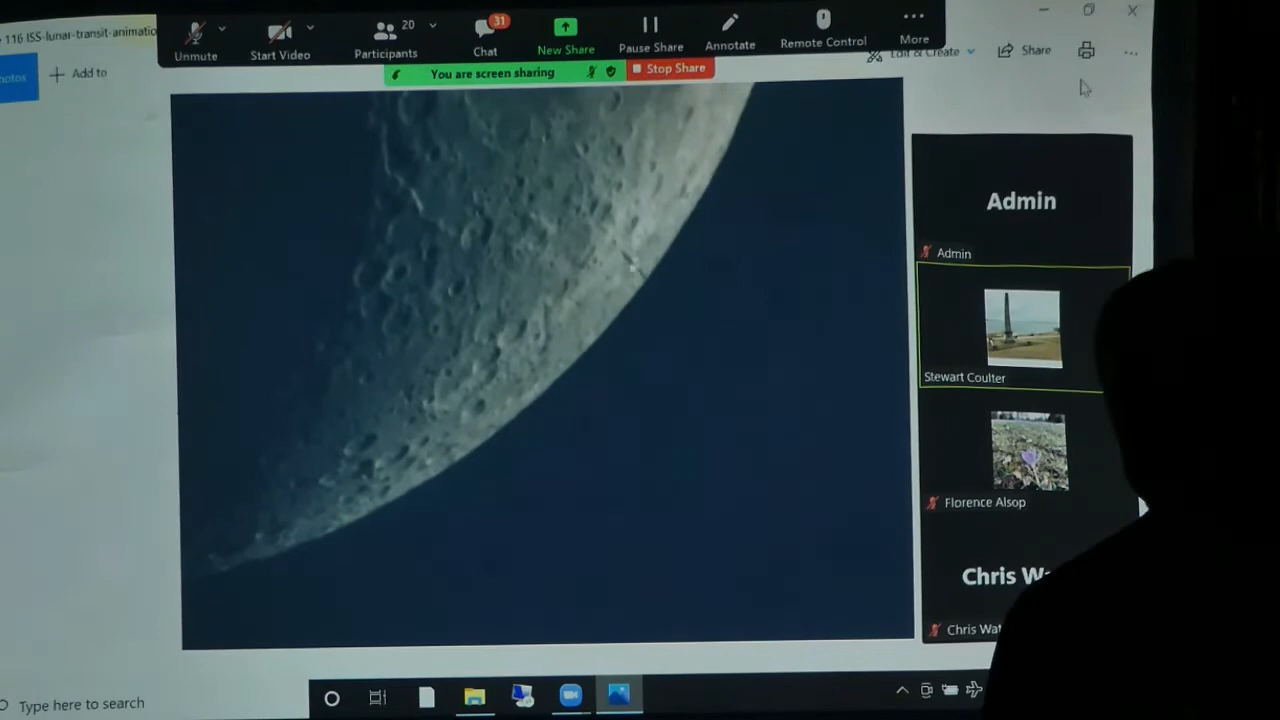 116 ISS-lunar-transit-animatio
Unmute
Start Video
Participants
20
Chat
31
New Share
Pause Share
Annotate
Remote Control
More
You are screen sharing
Stop Share
Add to
Edit & Create
Share
Admin
Admin
Stewart Coulter
Florence Alsop
Chris
Chris Wat
Type here to search